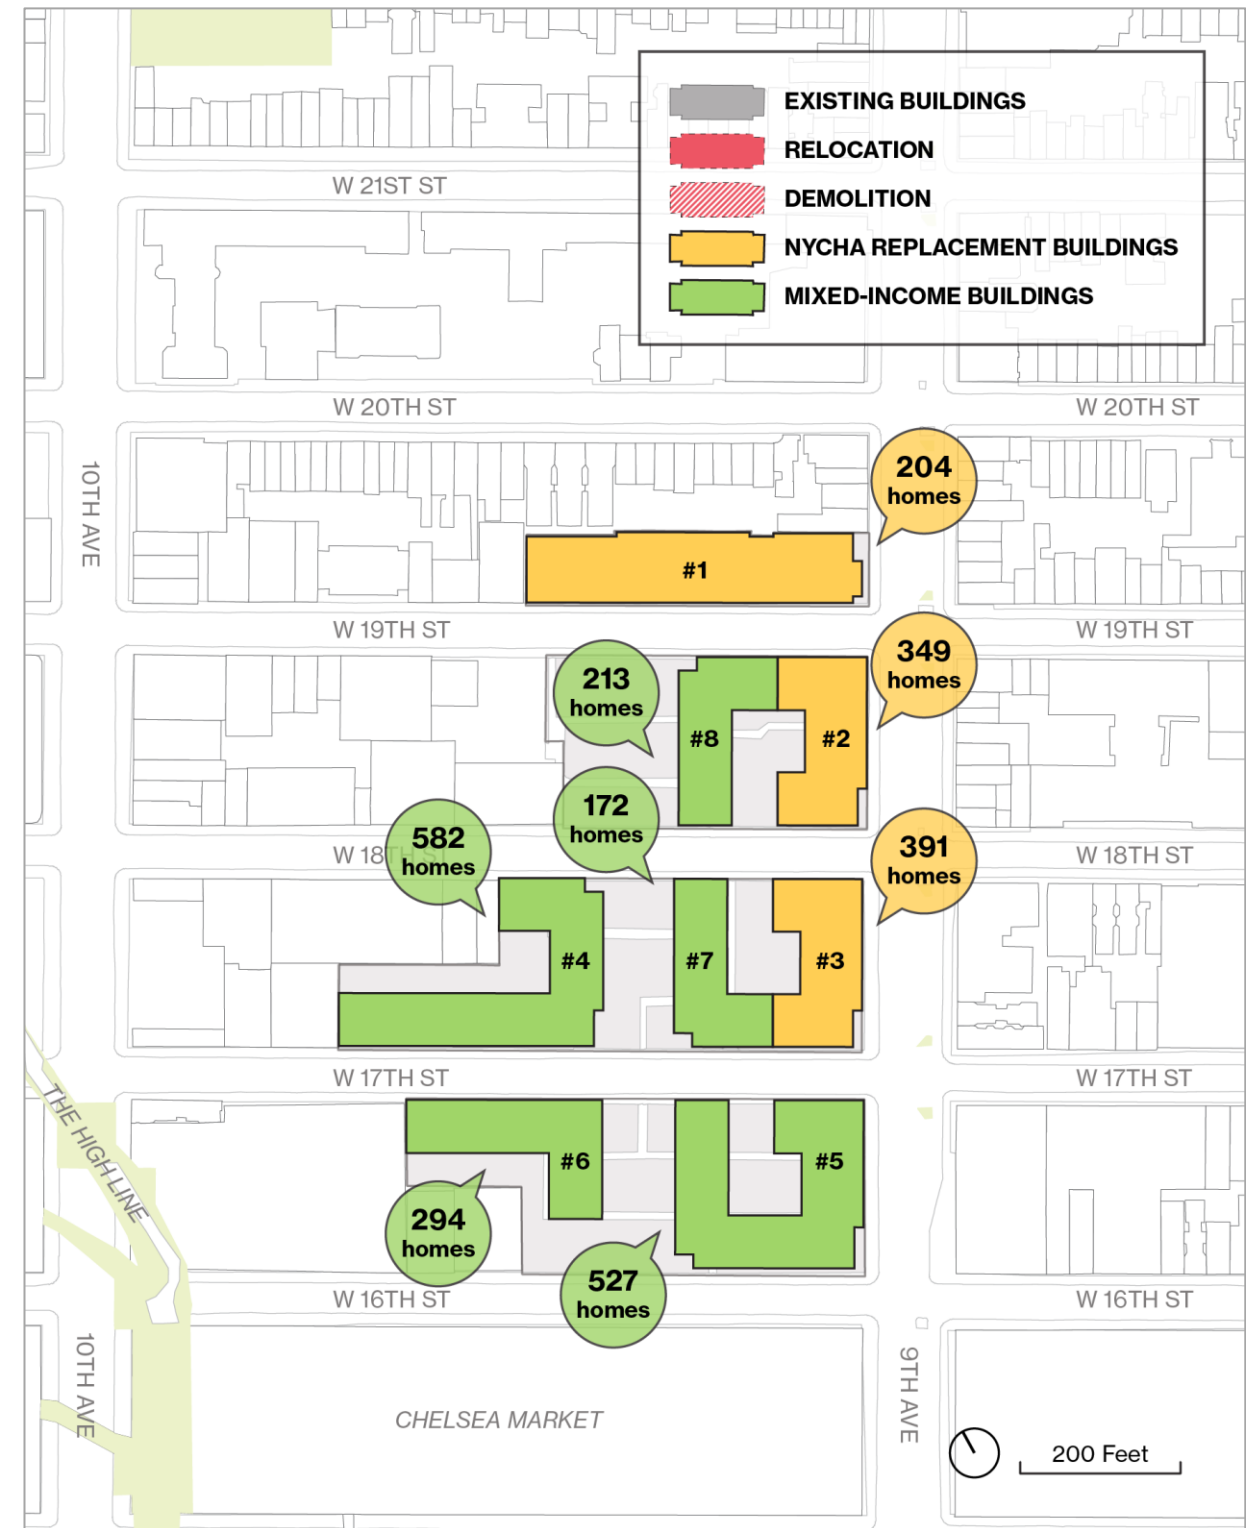 EXISTING BUILDINGS
RELOCATION
DEMOLITION
NYCHA REPLACEMENT BUILDINGS
MIXED-INCOME BUILDINGS
W 21ST ST
W 20TH ST
W 20TH ST
10TH AVE
204
homes
#1
W 19TH ST
W 19TH ST
213
homes
349
homes
#8
#2
172
homes
582
homes
391
homes
W 18TH ST
W 18TH ST
#4
#7
#3
W 17TH ST
W 17TH ST
THE HIGH LINE
#6
#5
294
homes
527
homes
W 16TH ST
W 16TH ST
10TH AVE
9TH AVE
CHELSEA MARKET
200 Feet